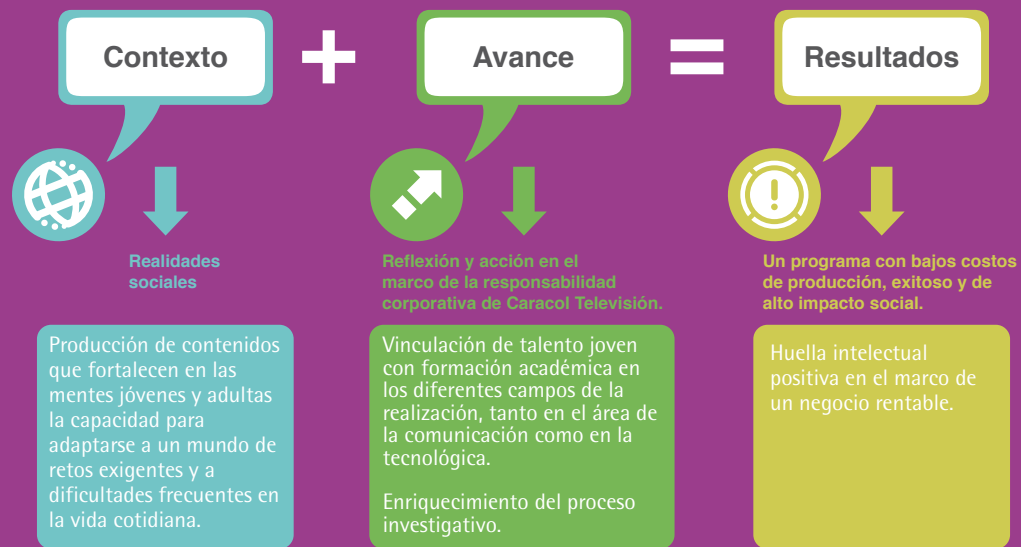 Contexto
+
Avance
=
Resultados
Realidades
sociales
Reflexión y acción en el
marco de la responsabilidad
corporativa de Caracol Televisión.
Un programa con bajos costos
de producción, exitoso y de
alto impacto social.
Producción de contenidos
que fortalecen en las
mentes jóvenes y adultas
la capacidad para
adaptarse a un mundo de
retos exigentes y a
dificultades frecuentes en
la vida cotidiana.
Vinculación de talento joven
con formación académica en
los diferentes campos de la
realización, tanto en el área de
la comunicación como en la
tecnológica.
Enriquecimiento del proceso
investigativo.
Huella intelectual
positiva en el marco de
un negocio rentable.